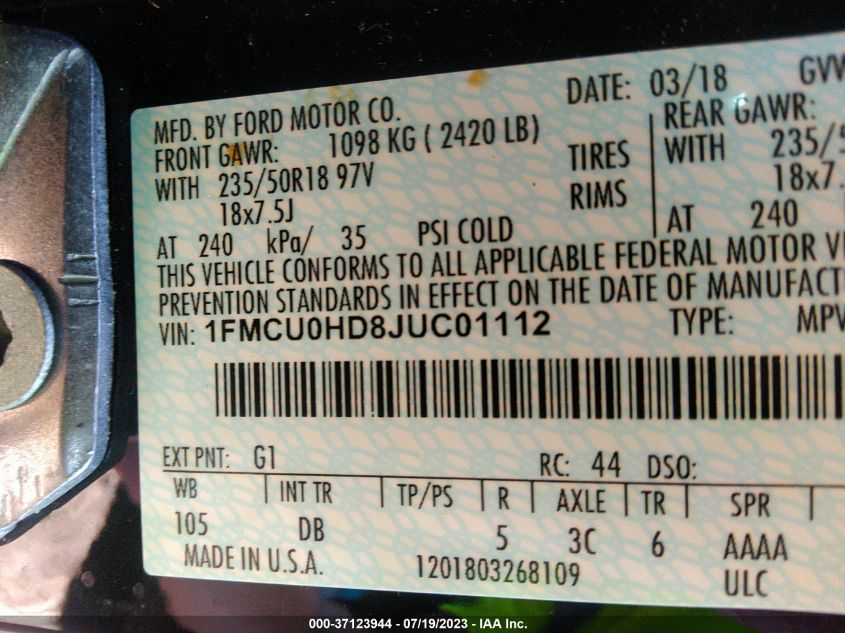 MFD. BY FORD MOTOR CO.
DATE: 03/18
FRONT GAWR: 1098 KG ( 2420 LB)
REAR GAWR:
WITH 235/50R18 97V
TIRES
WITH
18x7.5J
RIMS
AT 240 kPa/ 35 PSI COLD
AT 240
THIS VEHICLE CONFORMS TO ALL APPLICABLE FEDERAL MOTOR
PREVENTION STANDARDS IN EFFECT ON THE DATE OF
VIN: 1FMCU0HD8JUC01112 TYPE: MPV
EXT PNT: G1 RC: 44 DSO:
WB INT TR TP/PS R AXLE TR SPR
105 DB 5 3C 6 AAAA
MADE IN U.S.A. 1201803268109 ULC
000-37123944 - 07/19/2023 - IAA Inc.